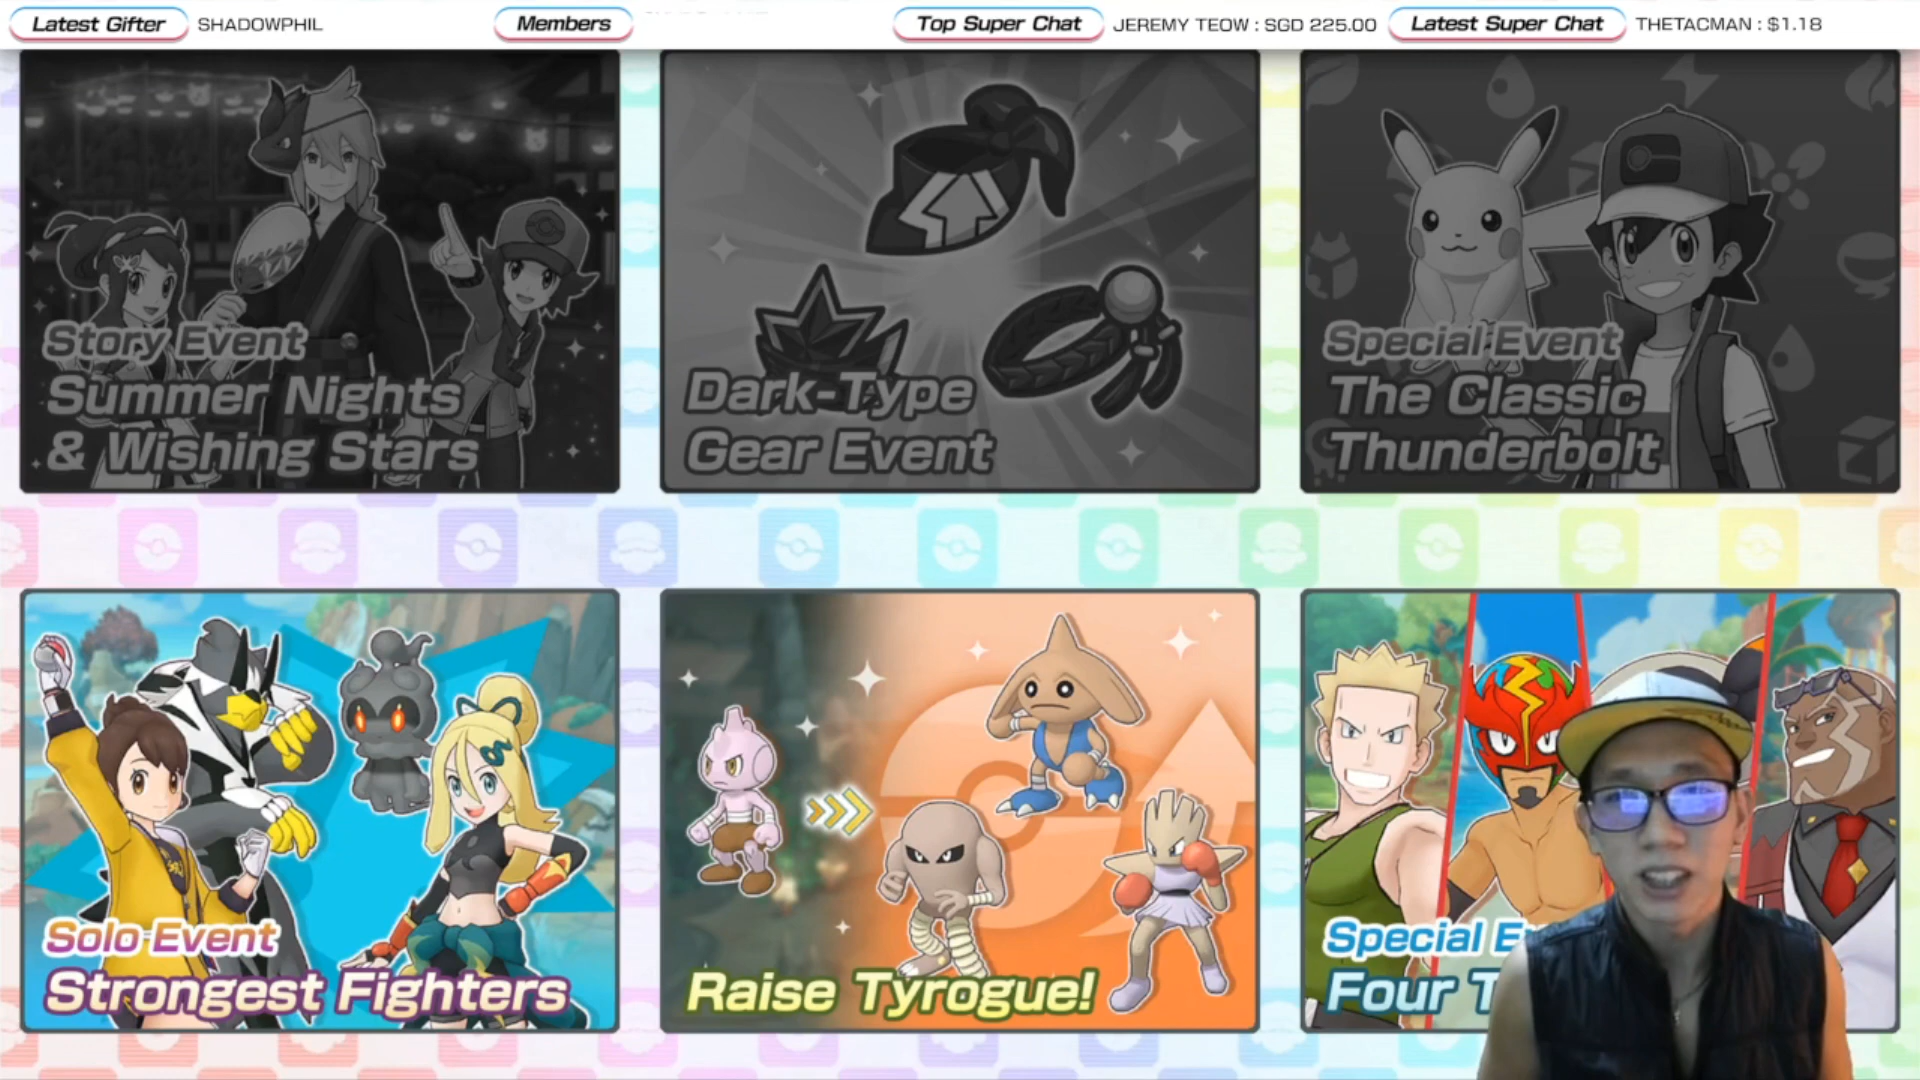 Latest Gifter SHADOWPHIL Members Top Super Chat JEREMY TEOW : SGD 225.00 Latest Super Chat THETACMAN : $1.18
Story Event
Summer Nights
& Wishing Stars
Dark-Type
Gear Event
Special Event
The Classic
Thunderbolt
Solo Event
Strongest Fighters
Raise Tyrogue!
Special
Four